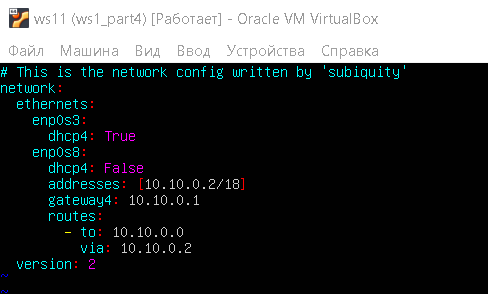 ws11 (ws1_part4) [Работает] - Oracle VM VirtualBox
Файл Машина Вид Ввод Устройства Справка
# This is the network config written by 'subiquity'
network:
  ethernets:
    enp0s3:
      dhcp4: True
    enp0s8:
      dhcp4: False
      addresses: [10.10.0.2/18]
      gateway4: 10.10.0.1
      routes:
        - to: 10.10.0.0
          via: 10.10.0.2
  version: 2
~
~